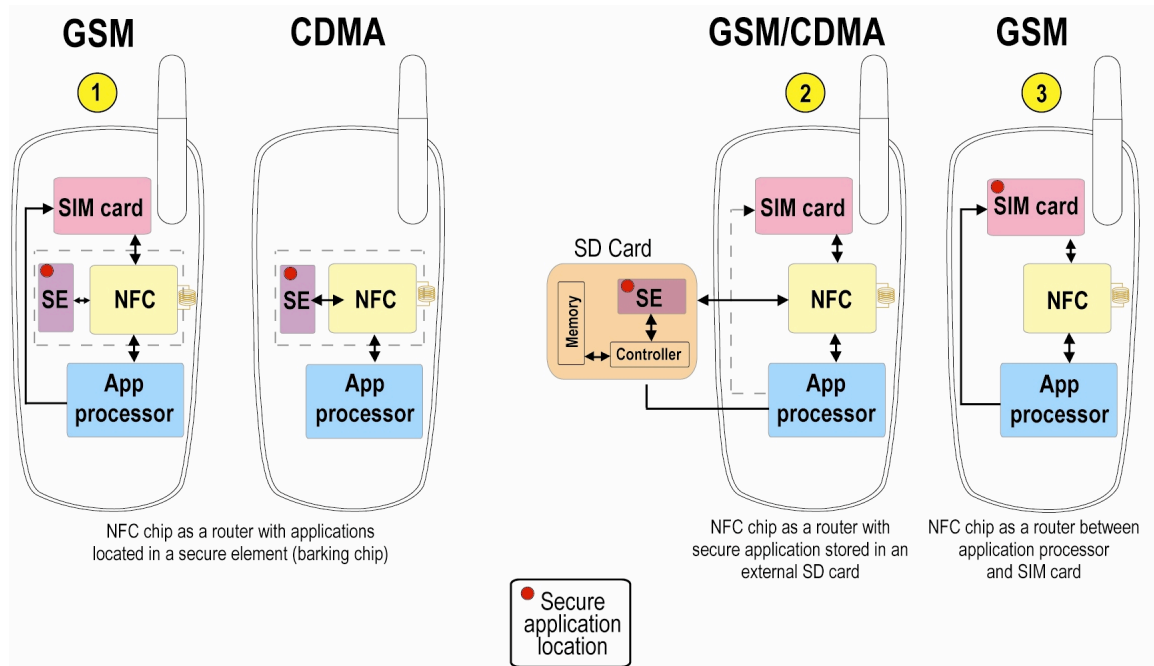 GSM
CDMA
GSM/CDMA
GSM
1
2
3
SIM card
SE
NFC
App
processor
SE
NFC
App
processor
SD Card
SE
Memory
Controller
SIM card
NFC
App
processor
SIM card
NFC
App
processor
NFC chip as a router with applications
located in a secure element (barking chip)
NFC chip as a router with
secure application stored in an
external SD card
NFC chip as a router between
application processor
and SIM card
Secure
application
location